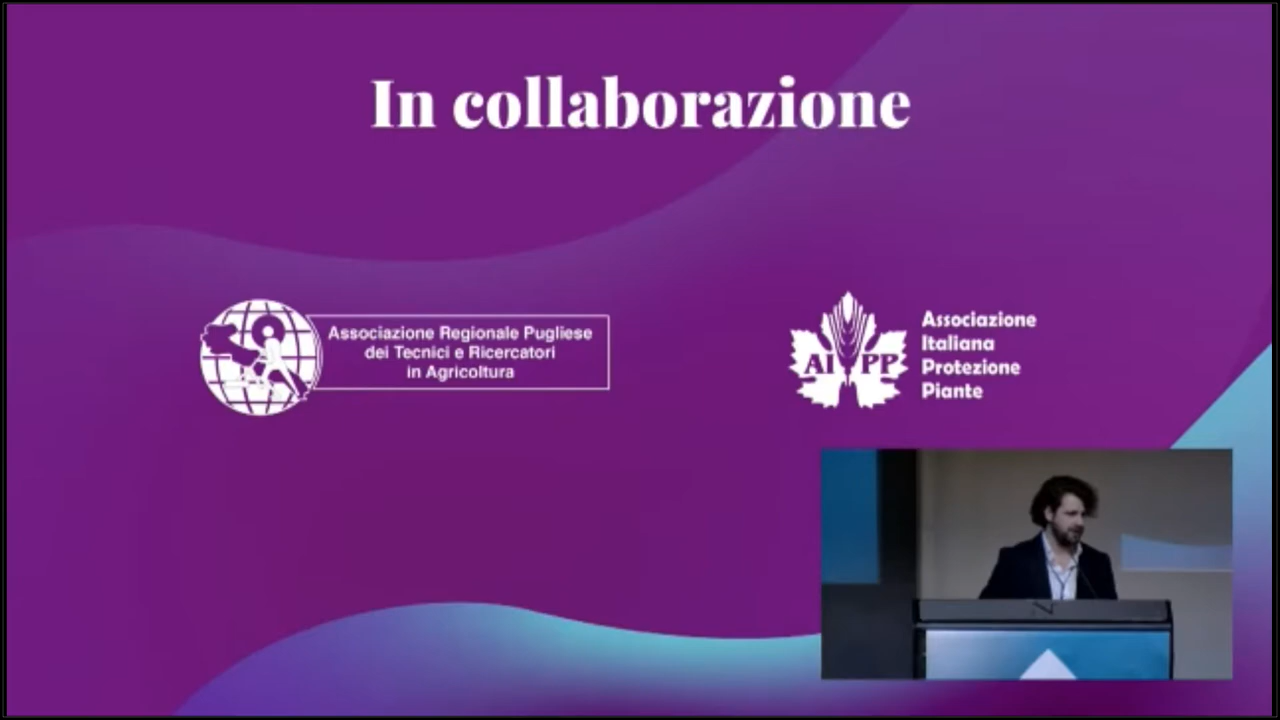 In collaborazione
Associazione Regionale Pugliese
dei Tecnici e Ricercatori
in Agricoltura
AI PP
Associazione
Italiana
Protezione
Piante